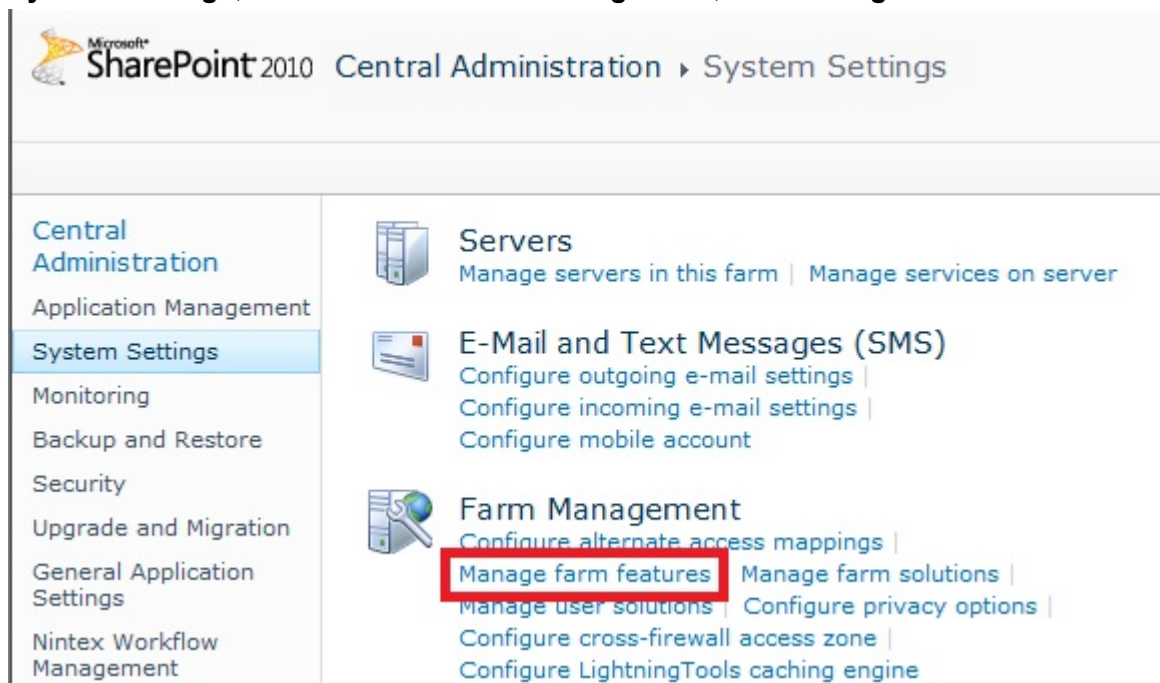 Microsoft
SharePoint 2010 Central Administration ▸ System Settings
Central
Administration
Application Management
System Settings
Monitoring
Backup and Restore
Security
Upgrade and Migration
General Application
Settings
Nintex Workflow
Management
Servers
Manage servers in this farm | Manage services on server
E-Mail and Text Messages (SMS)
Configure outgoing e-mail settings |
Configure incoming e-mail settings |
Configure mobile account
Farm Management
Configure alternate access mappings |
Manage farm features | Manage farm solutions |
Manage user solutions | Configure privacy options |
Configure cross-firewall access zone |
Configure LightningTools caching engine